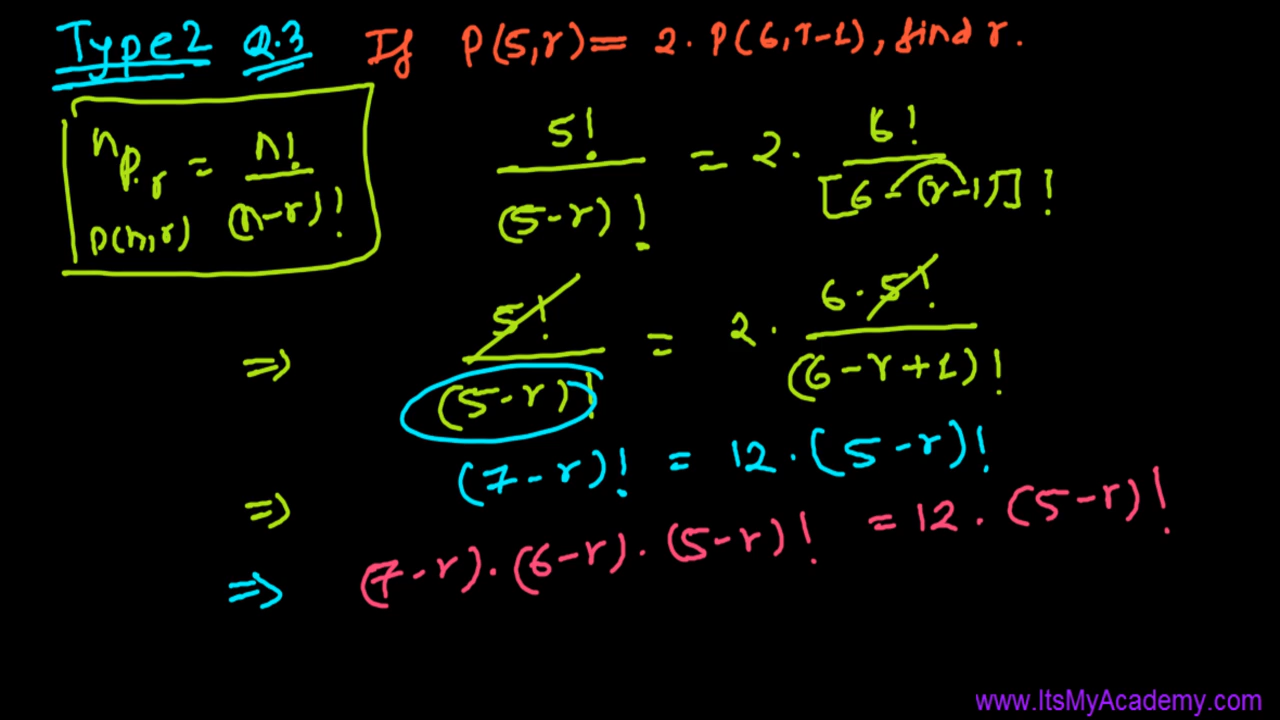 Type2 Q.3 If P(5,r) = 2. P(6,r-1), find r.
nP.r = n!/(n-r)!
P(n,r)
5!/(5-r)! = 2. 6!/[6-(r-1)]!
=> 5!/(5-r)! = 2. 6.5!/(6-r+1)!
=> (7-r)! = 12.(5-r)!
=> (7-r).(6-r).(5-r)! = 12.(5-r)!
www.ItsMyAcademy.com